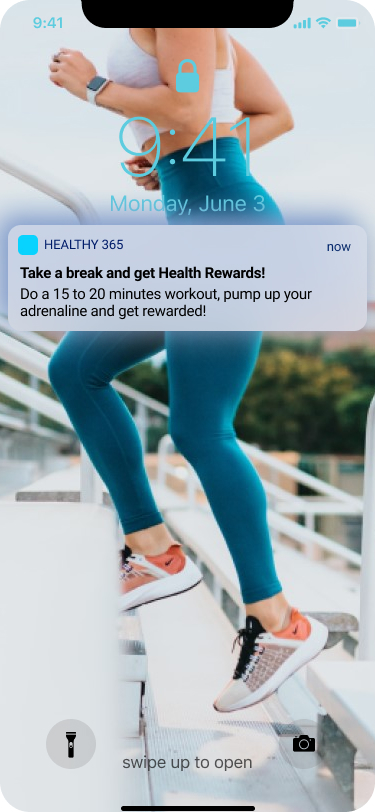 9:41
9:41
Monday, June 3
HEALTHY 365
now
Take a break and get Health Rewards!
Do a 15 to 20 minutes workout, pump up your
adrenaline and get rewarded!
swipe up to open